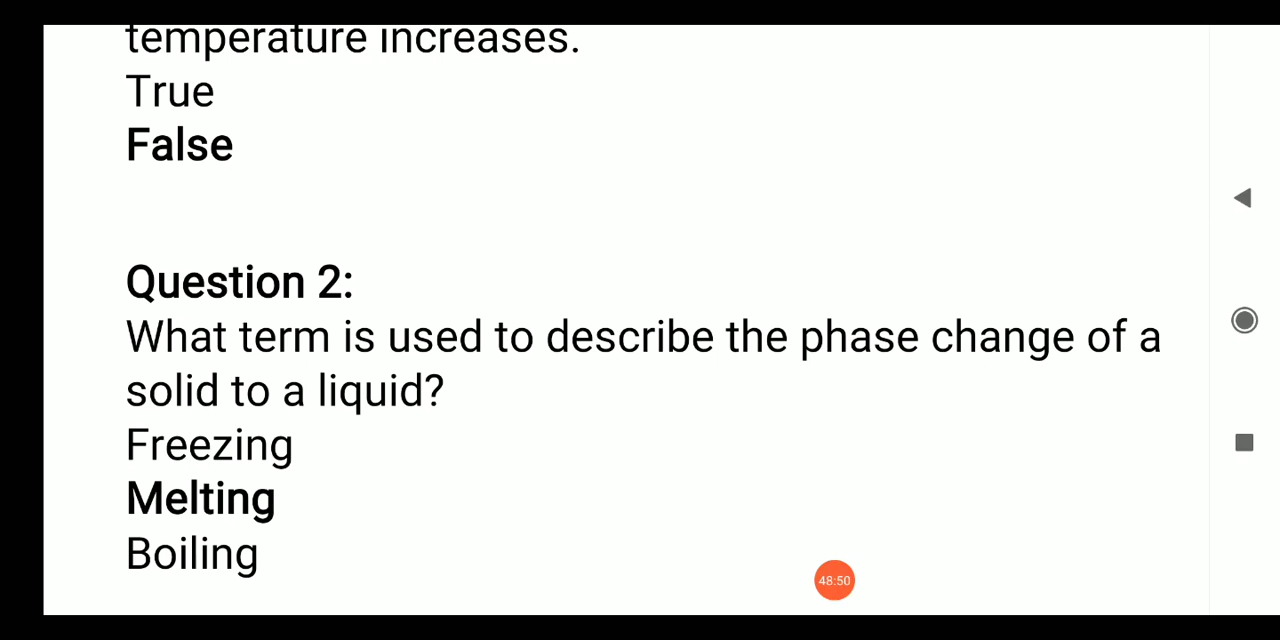 temperature increases.
True
False
Question 2:
What term is used to describe the phase change of a
solid to a liquid?
Freezing
Melting
Boiling
48:50